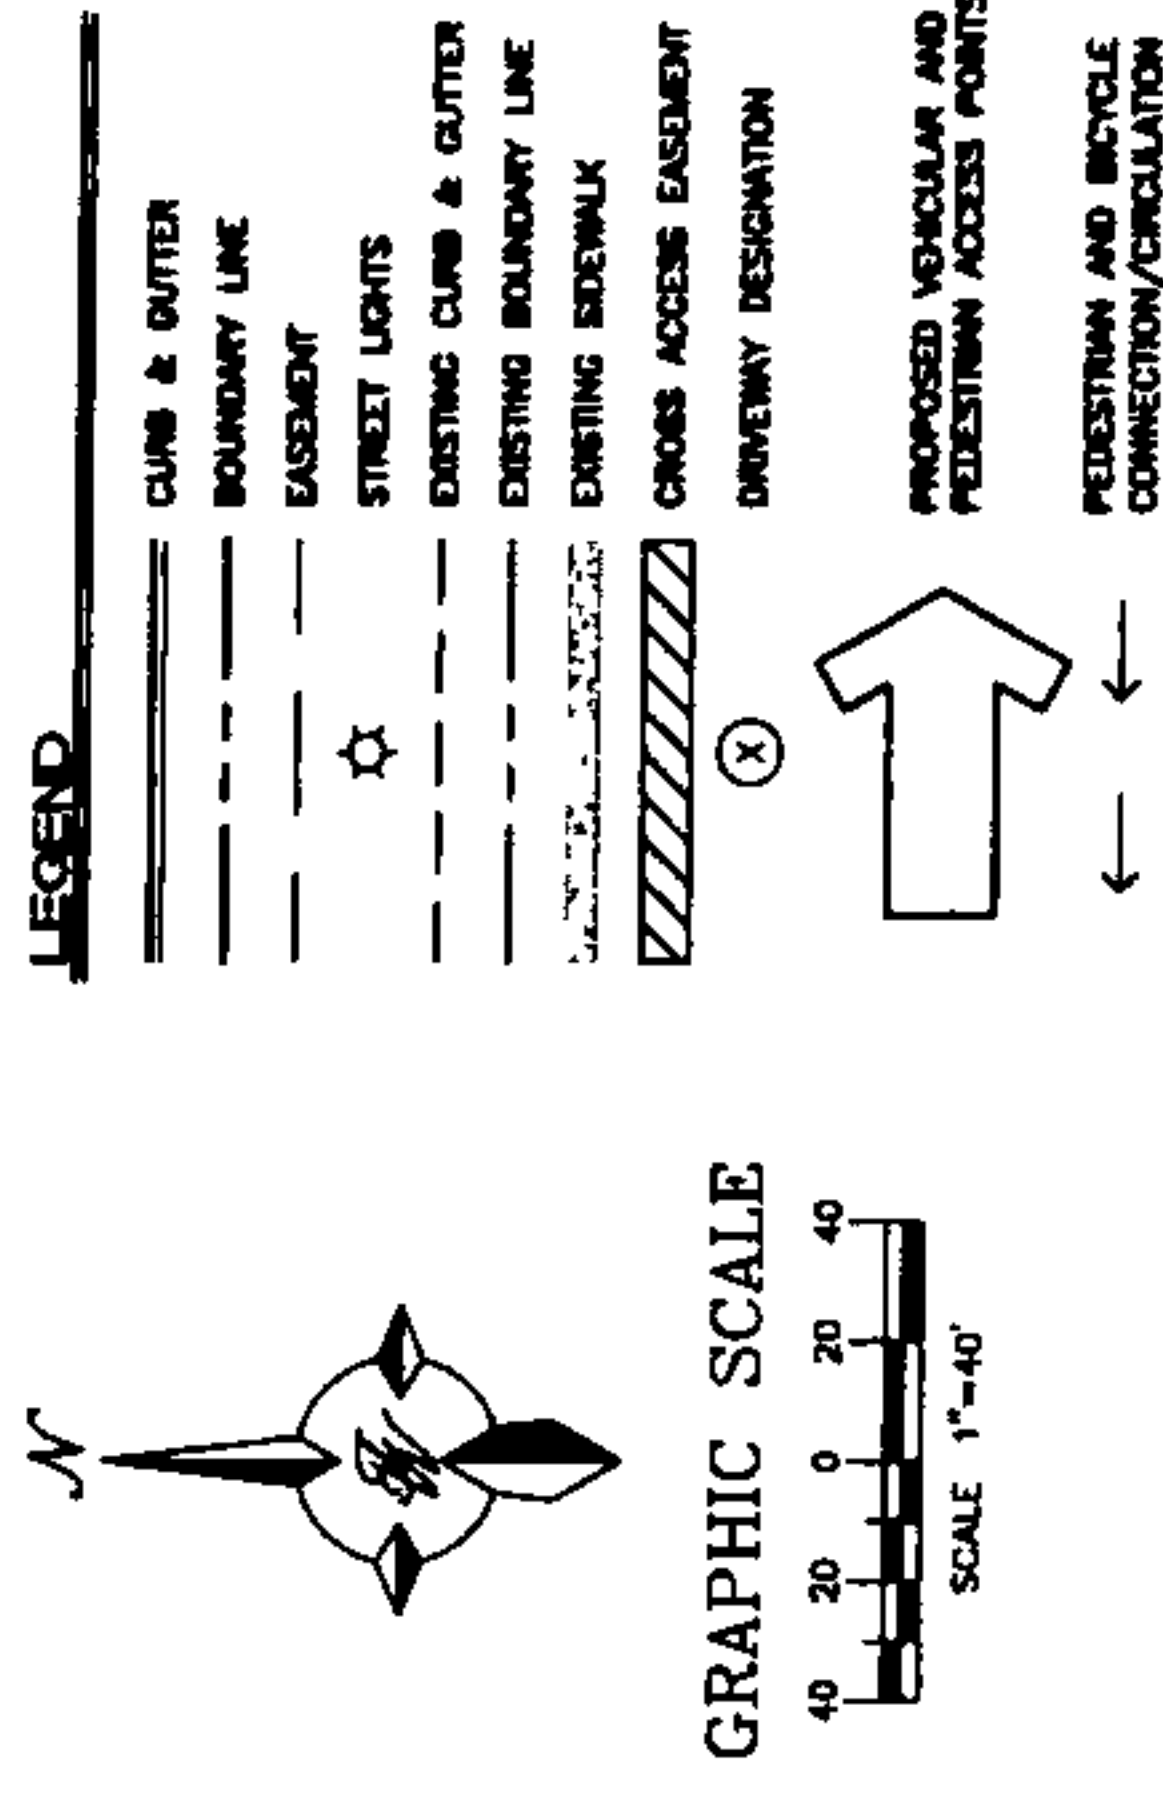 LEGEND
CURB & GUTTER
BOUNDARY LINE
EASEMENT
STREET LIGHTS
EXISTING CURB & GUTTER
EXISTING BOUNDARY LINE
EXISTING SIDEWALK
CROSS ACCESS EASEMENT
X
DRIVEWAY DESIGNATION
PROPOSED VEHICULAR AND
PEDESTRIAN ACCESS POINTS
PEDESTRIAN AND BICYCLE
CONNECTION/CIRCULATION
N
GRAPHIC SCALE
40 20 0 20 40
SCALE 1"=40'